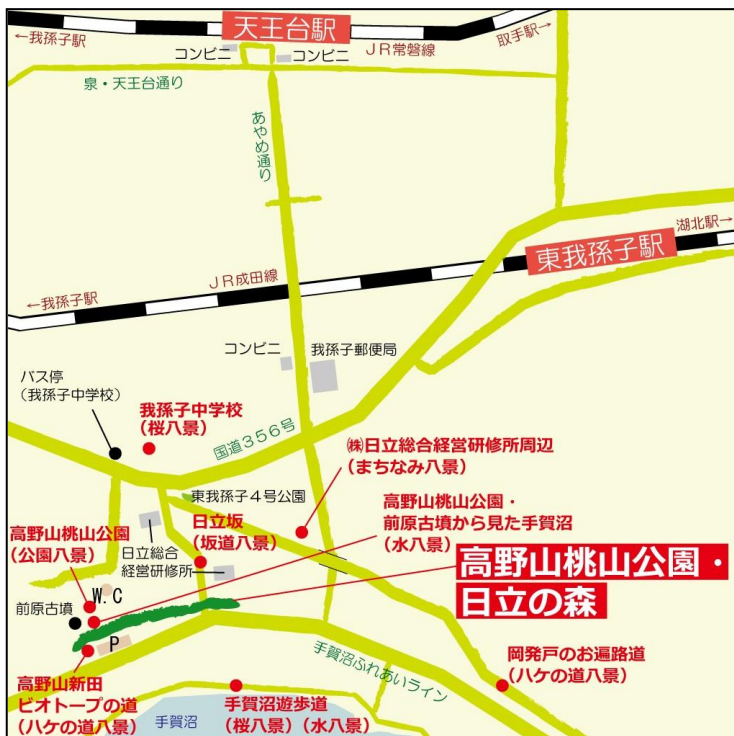 天王台駅
←我孫子駅
コンビニ
コンビニ
JR常磐線
取手駅→
泉・天王台通り
あやめ通り
湖北駅→
東我孫子駅
JR成田線
←我孫子駅
コンビニ
我孫子郵便局
バス停
(我孫子中学校)
我孫子中学校
(桜八景)
国道356号
㈱日立総合経営研修所周辺
(まちなみ八景)
東我孫子4号公園
高野山桃山公園・
前原古墳から見た手賀沼
(水八景)
日立坂
(坂道八景)
高野山桃山公園
(公園八景)
日立総合
経営研修所
高野山桃山公園・
日立の森
W.C
前原古墳
P
手賀沼ふれあいライン
岡発戸のお遍路道
(ハケの道八景)
高野山新田
ビオトープの道
(ハケの道八景)
手賀沼
手賀沼遊歩道
(桜八景)(水八景)